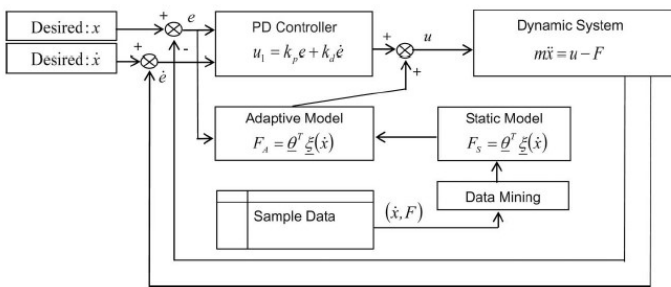 Desired: x
+
e
PD Controller
u₁ = kₚe + k_dė
+
u
Dynamic System
mẍ = u − F
Desired: ẋ
+
-
ė
+
Adaptive Model
F_A = θᵀ ξ(ẋ)
Static Model
F_S = θᵀ ξ(ẋ)
Sample Data
(ẋ, F)
Data Mining